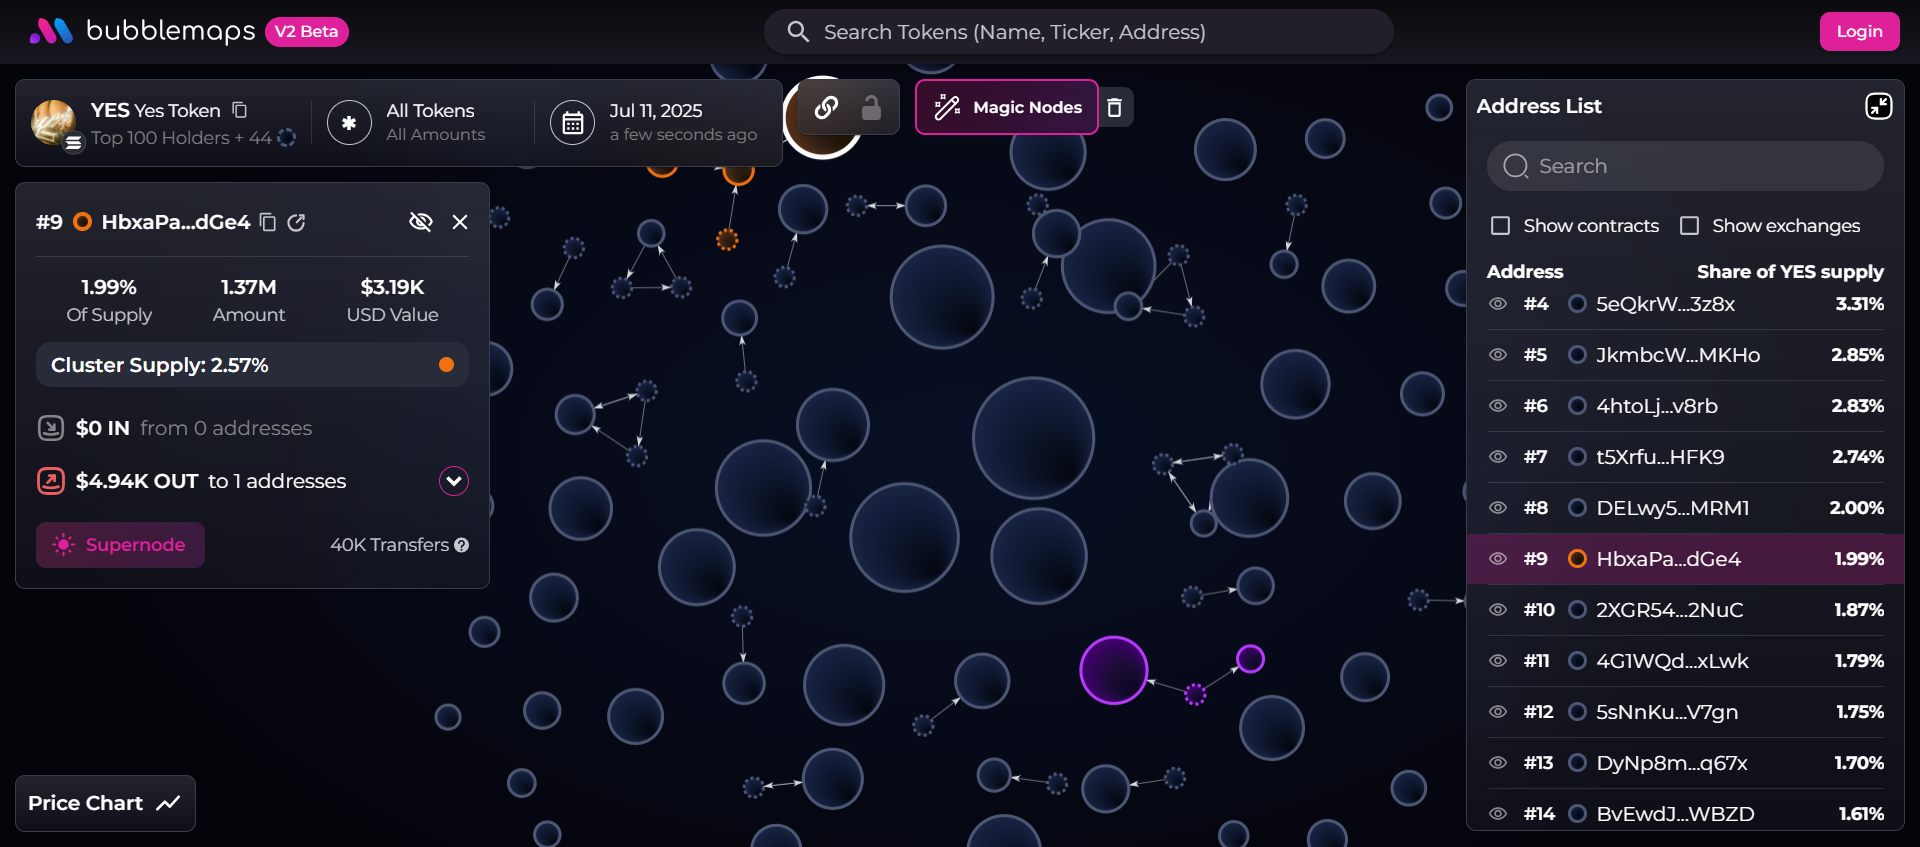 bubblemaps V2 Beta
Search Tokens (Name, Ticker, Address)
Login
YES Yes Token
Top 100 Holders + 44
All Tokens
All Amounts
Jul 11, 2025
a few seconds ago
Magic Nodes
#9 HbxaPa...dGe4
1.99% 1.37M $3.19K
Of Supply Amount USD Value
Cluster Supply: 2.57%
$0 IN from 0 addresses
$4.94K OUT to 1 addresses
Supernode 40K Transfers
Price Chart
Address List
Search
Show contracts Show exchanges
Address Share of YES supply
#4 5eQkrW...3z8x 3.31%
#5 JkmbcW...MKHo 2.85%
#6 4htoLj...v8rb 2.83%
#7 t5Xrfu...HFK9 2.74%
#8 DELwy5...MRM1 2.00%
#9 HbxaPa...dGe4 1.99%
#10 2XGR54...2NuC 1.87%
#11 4G1WQd...xLwk 1.79%
#12 5sNnKu...V7gn 1.75%
#13 DyNp8m...q67x 1.70%
#14 BvEwdJ...WBZD 1.61%